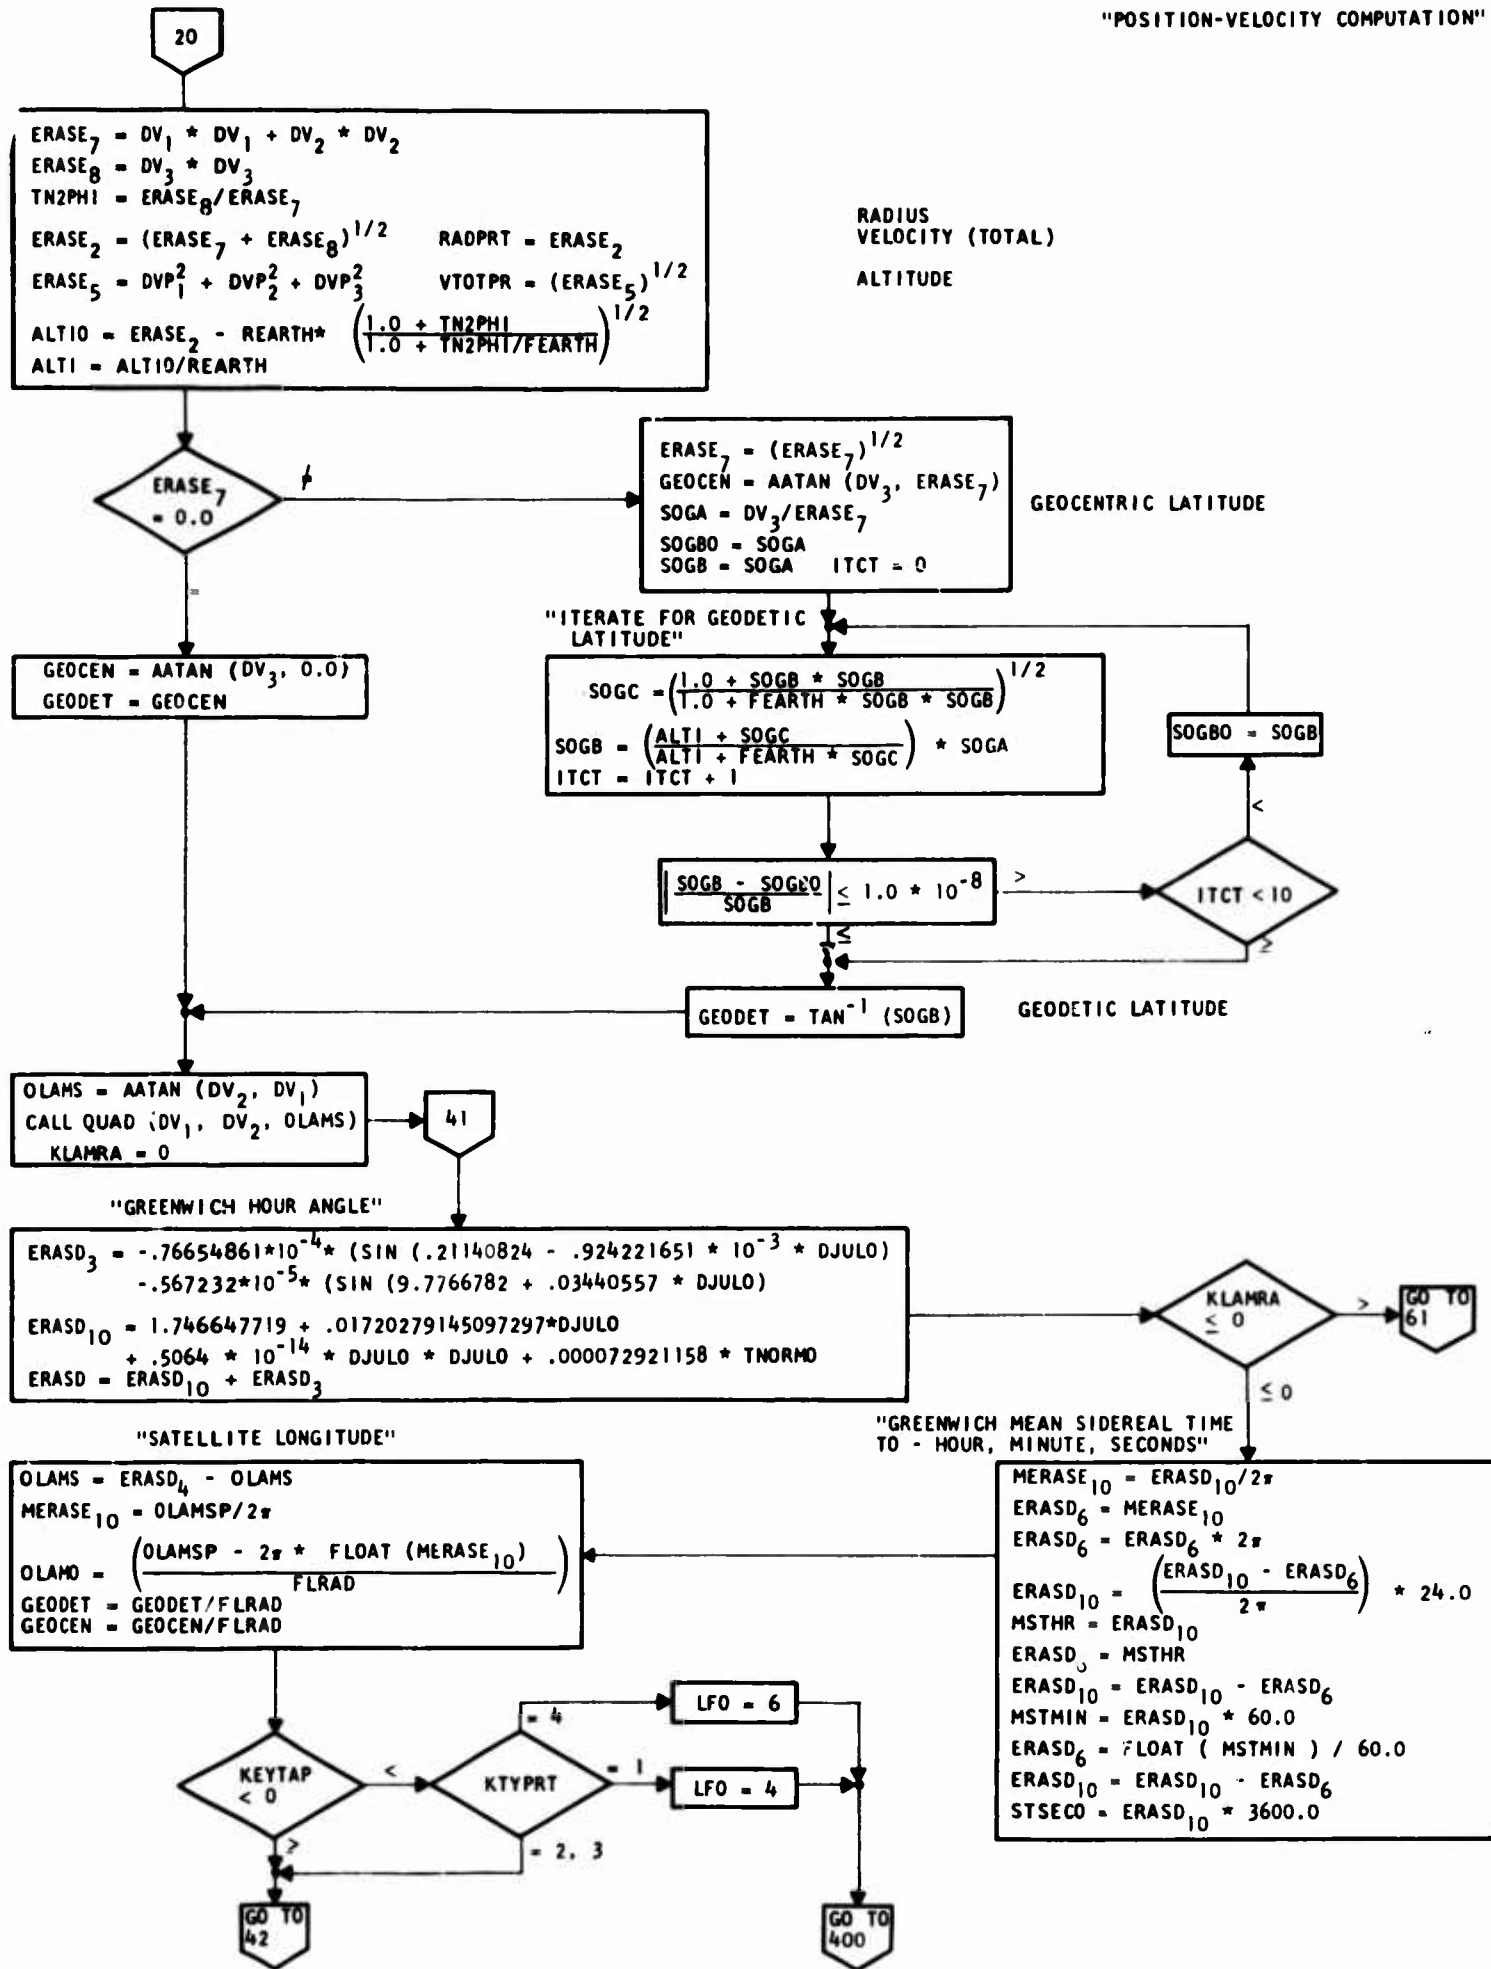 "POSITION-VELOCITY COMPUTATION"
20
ERASE₇ = DV₁ * DV₁ + DV₂ * DV₂
ERASE₈ = DV₃ * DV₃
TN2PHI = ERASE₈/ERASE₇
ERASE₂ = (ERASE₇ + ERASE₈)^1/2 RADPRT = ERASE₂
ERASE₅ = DVP₁² + DVP₂² + DVP₃² VTOTPR = (ERASE₅)^1/2
ALTIO = ERASE₂ - REARTH* (1.0 + TN2PHI / 1.0 + TN2PHI/FEARTH)^1/2
ALTI = ALTIO/REARTH
RADIUS
VELOCITY (TOTAL)
ALTITUDE
ERASE₇
= 0.0
≠
=
ERASE₇ = (ERASE₇)^1/2
GEOCEN = AATAN (DV₃, ERASE₇)
SOGA = DV₃/ERASE₇
SOGBO = SOGA
SOGB = SOGA ITCT = 0
GEOCENTRIC LATITUDE
"ITERATE FOR GEODETIC
LATITUDE"
GEOCEN = AATAN (DV₃, 0.0)
GEODET = GEOCEN
SOGC = (1.0 + SOGB * SOGB / 1.0 + FEARTH * SOGB * SOGB)^1/2
SOGB = (ALTI + SOGC / ALTI + FEARTH * SOGC) * SOGA
ITCT = ITCT + 1
SOGBO = SOGB
<
|SOGB - SOGBO / SOGB| ≤ 1.0 * 10^-8
>
ITCT < 10
≤
≥
GEODET = TAN^-1 (SOGB)
GEODETIC LATITUDE
OLAMS = AATAN (DV₂, DV₁)
CALL QUAD (DV₁, DV₂, OLAMS)
KLAMRA = 0
41
"GREENWICH HOUR ANGLE"
ERASD₃ = -.76654861*10^-4* (SIN (.21140824 - .924221651 * 10^-3 * DJULO)
-.567232*10^-5* (SIN (9.7766782 + .03440557 * DJULO)
ERASD₁₀ = 1.746647719 + .01720279145097297*DJULO
+ .5064 * 10^-14 * DJULO * DJULO + .000072921158 * TNORMO
ERASD = ERASD₁₀ + ERASD₃
KLAMRA
≤ 0
>
GO TO
61
≤ 0
"SATELLITE LONGITUDE"
OLAMS = ERASD₄ - OLAMS
MERASE₁₀ = OLAMSP/2π
OLAMO = (OLAMSP - 2π * FLOAT (MERASE₁₀) / FLRAD)
GEODET = GEODET/FLRAD
GEOCEN = GEOCEN/FLRAD
"GREENWICH MEAN SIDEREAL TIME
TO - HOUR, MINUTE, SECONDS"
MERASE₁₀ = ERASD₁₀/2π
ERASD₆ = MERASE₁₀
ERASD₆ = ERASD₆ * 2π
ERASD₁₀ = (ERASD₁₀ - ERASD₆ / 2π) * 24.0
MSTHR = ERASD₁₀
ERASD = MSTHR
ERASD₁₀ = ERASD₁₀ - ERASD₆
MSTMIN = ERASD₁₀ * 60.0
ERASD₆ = FLOAT ( MSTMIN ) / 60.0
ERASD₁₀ = ERASD₁₀ - ERASD₆
STSECO = ERASD₁₀ * 3600.0
KEYTAP
< 0
<
≥
KTYPRT
= 4
LFO = 6
= 1
LFO = 4
= 2, 3
GO TO
42
GO TO
400